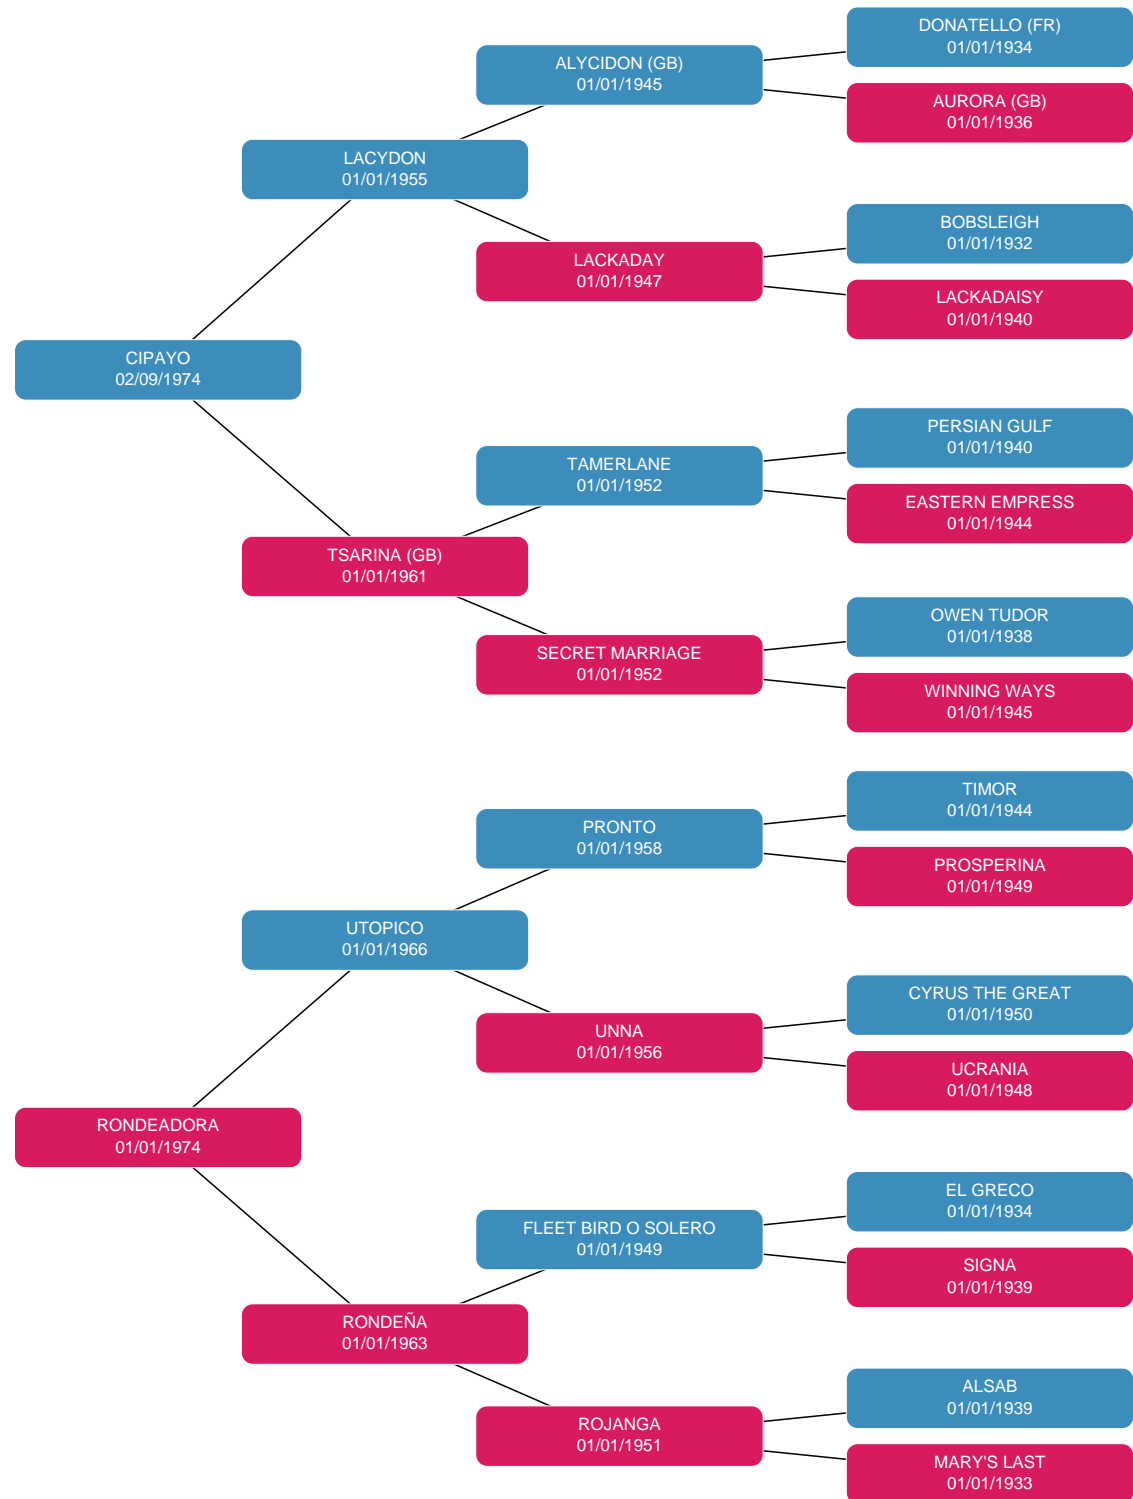 DONATELLO (FR)
01/01/1934
ALYCIDON (GB)
01/01/1945
AURORA (GB)
01/01/1936
LACYDON
01/01/1955
BOBSLEIGH
01/01/1932
LACKADAY
01/01/1947
LACKADAISY
01/01/1940
CIPAYO
02/09/1974
PERSIAN GULF
01/01/1940
TAMERLANE
01/01/1952
EASTERN EMPRESS
01/01/1944
TSARINA (GB)
01/01/1961
OWEN TUDOR
01/01/1938
SECRET MARRIAGE
01/01/1952
WINNING WAYS
01/01/1945
TIMOR
01/01/1944
PRONTO
01/01/1958
PROSPERINA
01/01/1949
UTOPICO
01/01/1966
CYRUS THE GREAT
01/01/1950
UNNA
01/01/1956
UCRANIA
01/01/1948
RONDEADORA
01/01/1974
EL GRECO
01/01/1934
FLEET BIRD O SOLERO
01/01/1949
SIGNA
01/01/1939
RONDEÑA
01/01/1963
ALSAB
01/01/1939
ROJANGA
01/01/1951
MARY'S LAST
01/01/1933